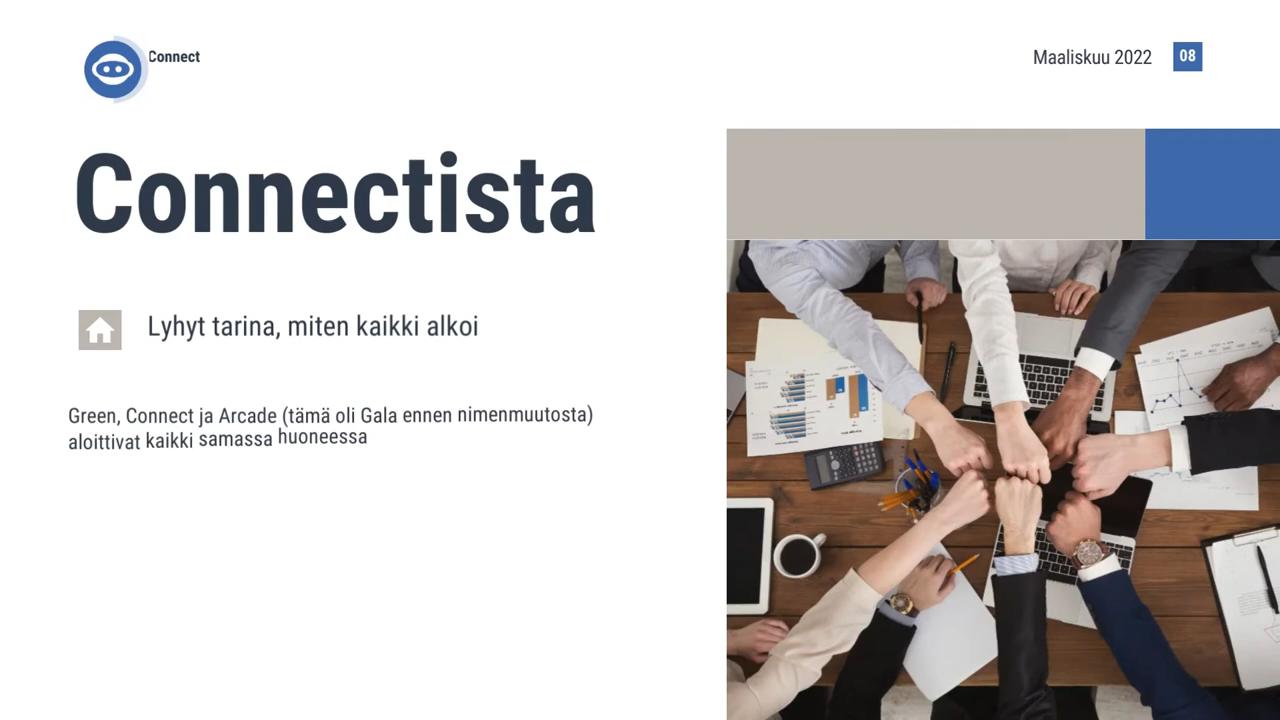 Connect
Maaliskuu 2022
08
Connectista
Lyhyt tarina, miten kaikki alkoi
Green, Connect ja Arcade (tämä oli Gala ennen nimenmuutosta)
aloittivat kaikki samassa huoneessa